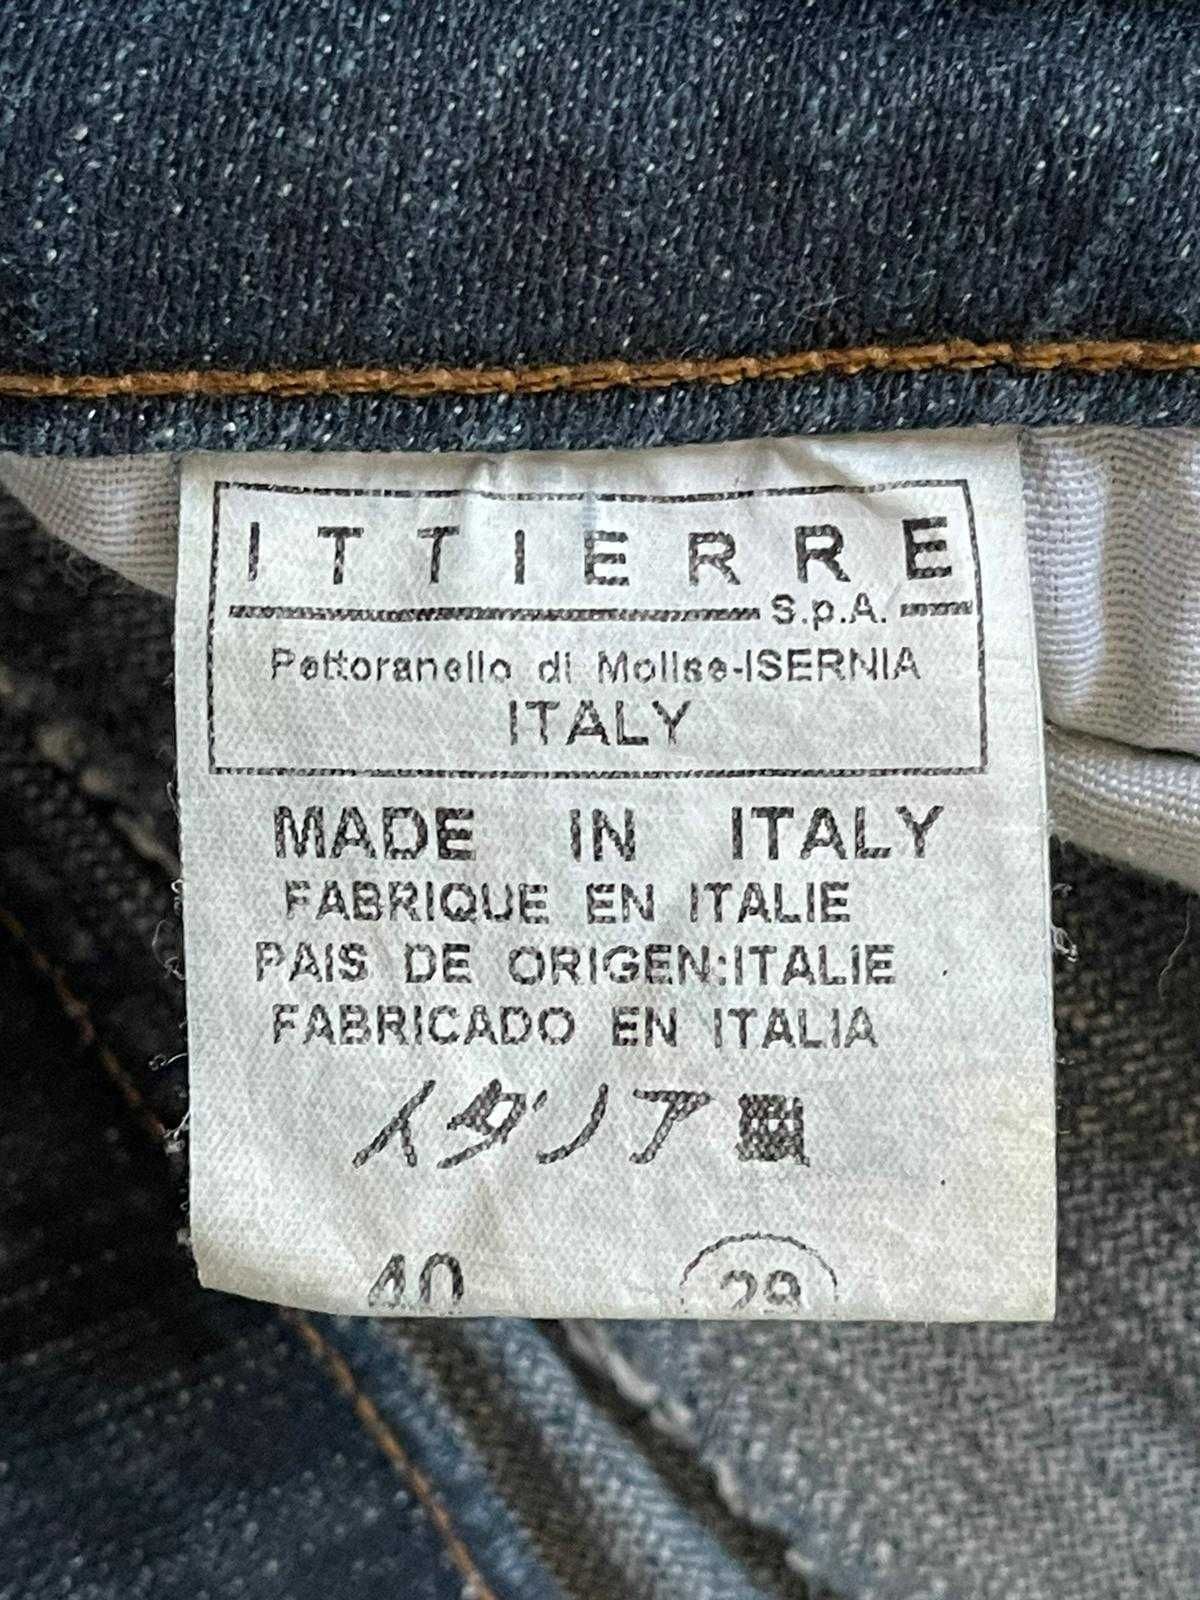 ITTIERRE
S.p.A.
Pettoranello di Molise-ISERNIA
ITALY
MADE IN ITALY
FABRIQUE EN ITALIE
PAIS DE ORIGEN:ITALIE
FABRICADO EN ITALIA
イタリア製
40 28